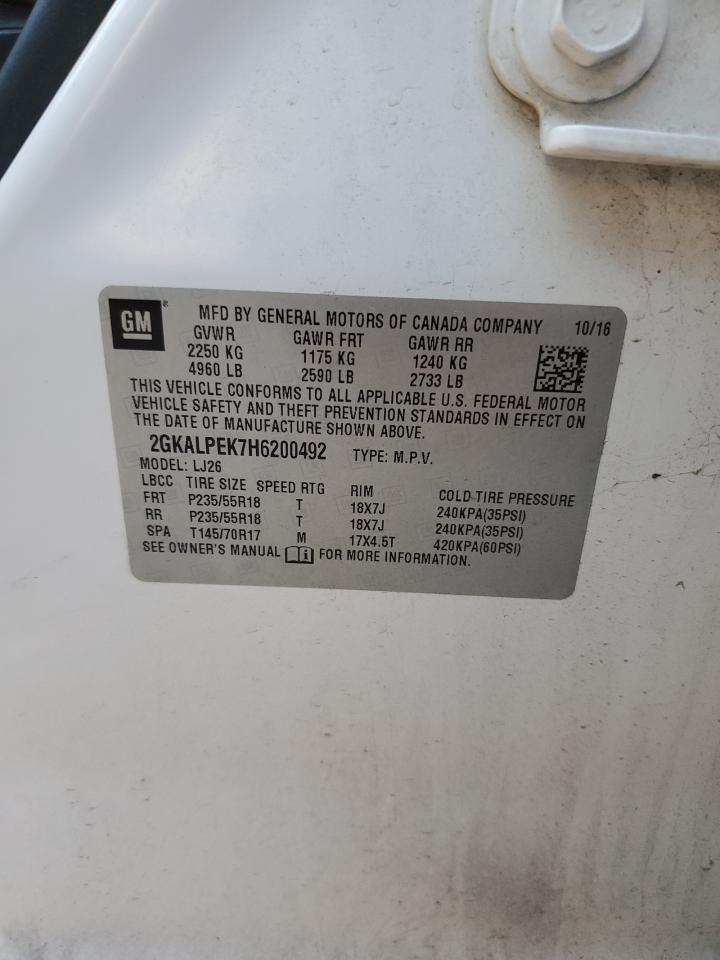 GM ® MFD BY GENERAL MOTORS OF CANADA COMPANY 10/16
GVWR GAWR FRT GAWR RR
2250 KG 1175 KG 1240 KG
4960 LB 2590 LB 2733 LB
THIS VEHICLE CONFORMS TO ALL APPLICABLE U.S. FEDERAL MOTOR
VEHICLE SAFETY AND THEFT PREVENTION STANDARDS IN EFFECT ON
THE DATE OF MANUFACTURE SHOWN ABOVE.
2GKALPEK7H6200492 TYPE: M.P.V.
MODEL: LJ26
LBCC TIRE SIZE SPEED RTG RIM COLD TIRE PRESSURE
FRT P235/55R18 T 18X7J 240KPA(35PSI)
RR P235/55R18 T 18X7J 240KPA(35PSI)
SPA T145/70R17 M 17X4.5T 420KPA(60PSI)
SEE OWNER'S MANUAL FOR MORE INFORMATION.